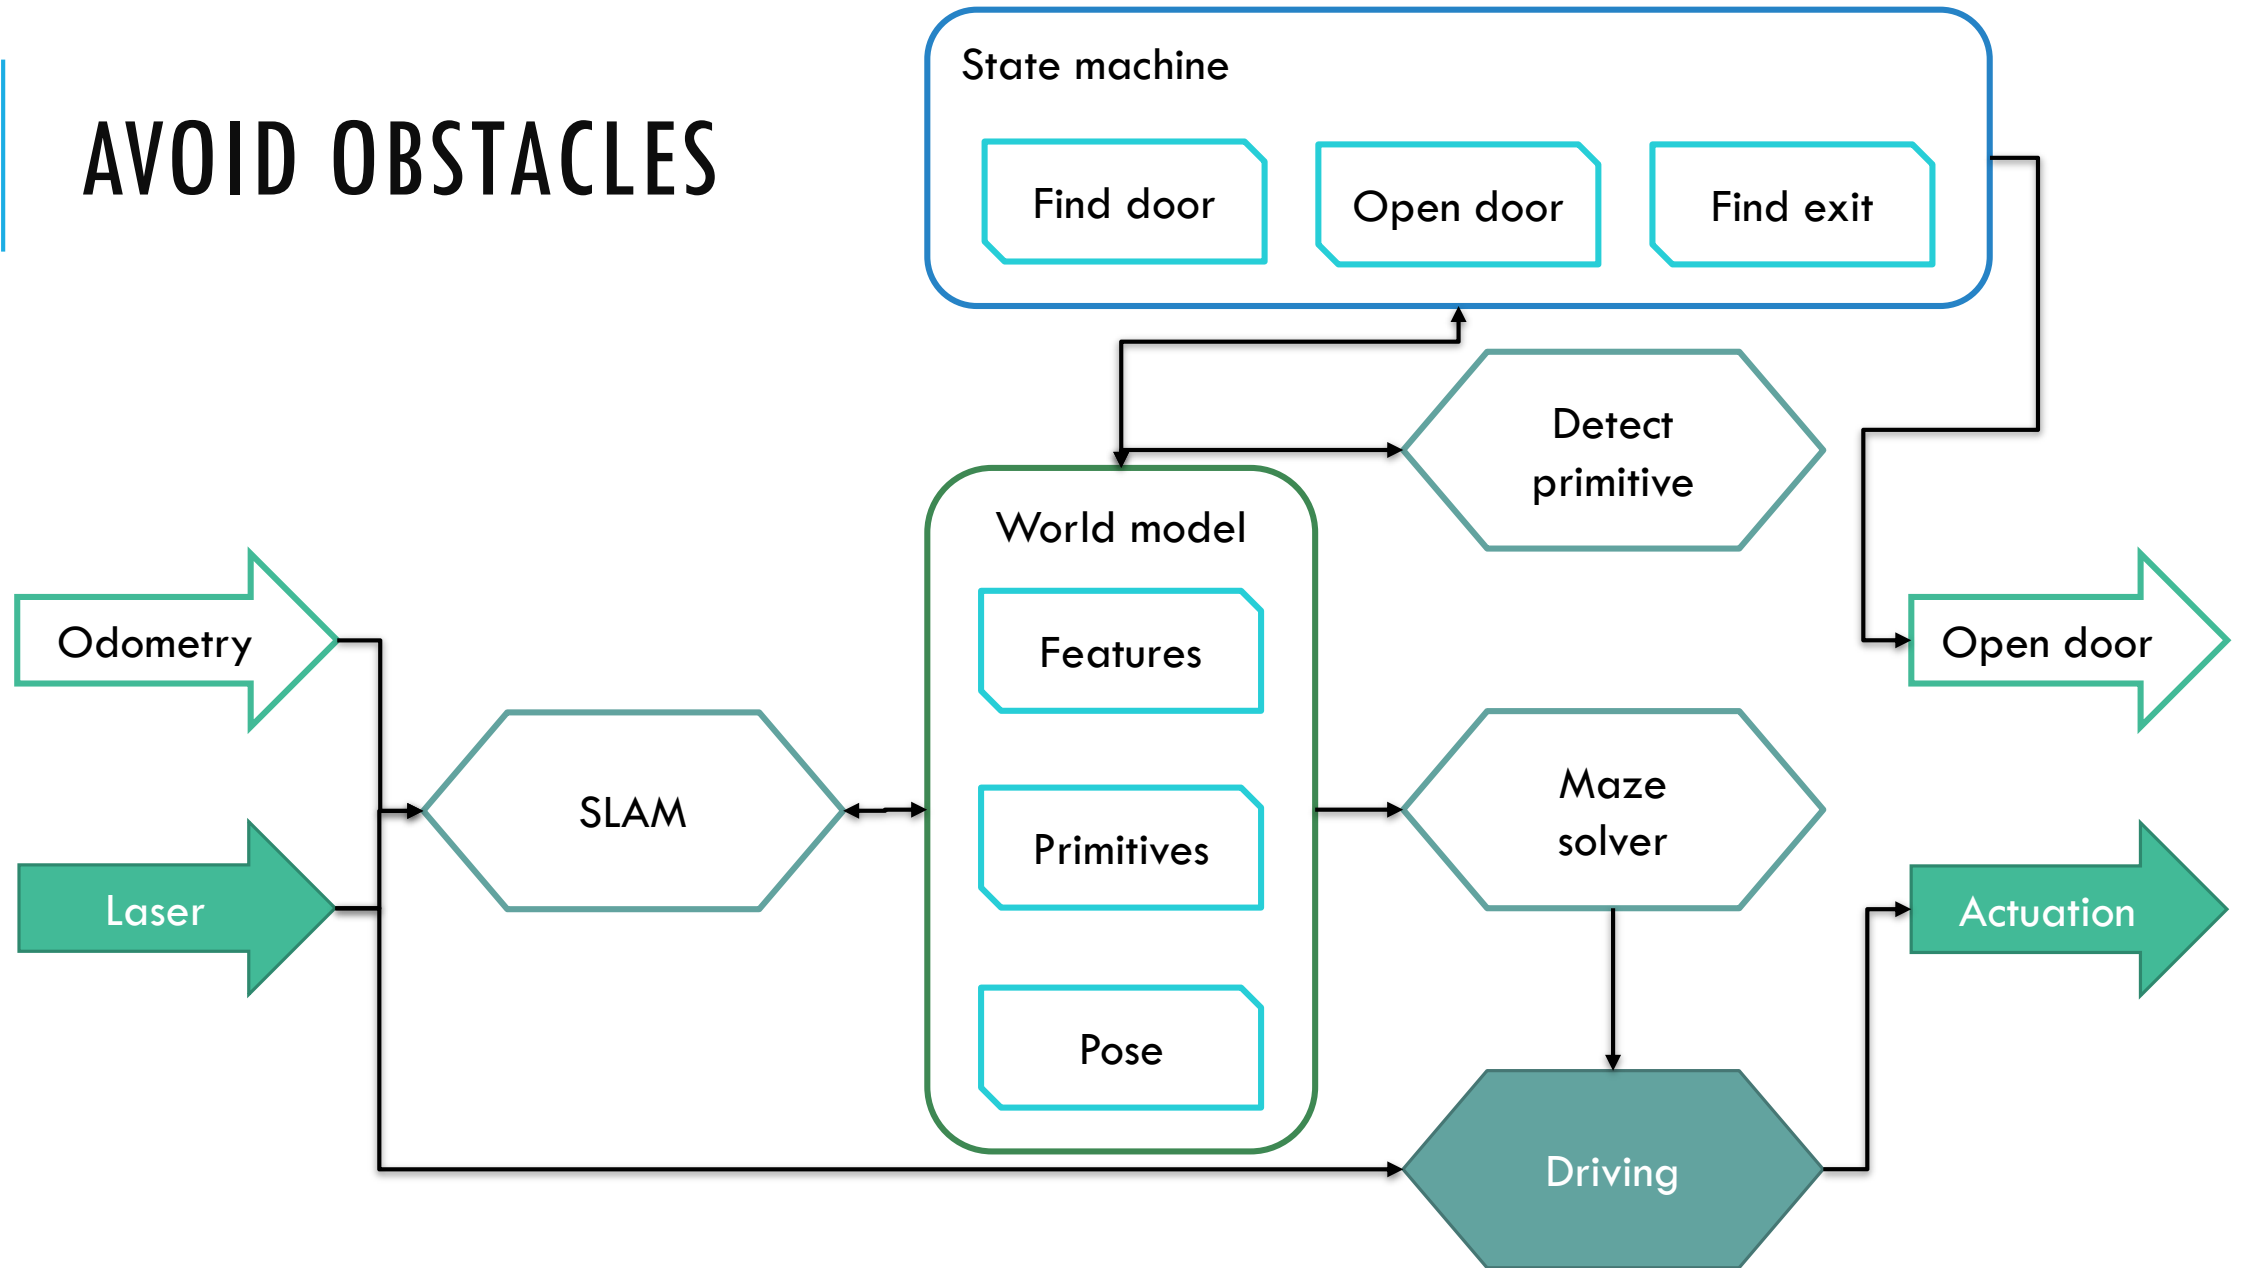 AVOID OBSTACLES
State machine
Find door
Open door
Find exit
Detect
primitive
World model
Features
Primitives
Pose
Odometry
Laser
SLAM
Maze
solver
Driving
Open door
Actuation